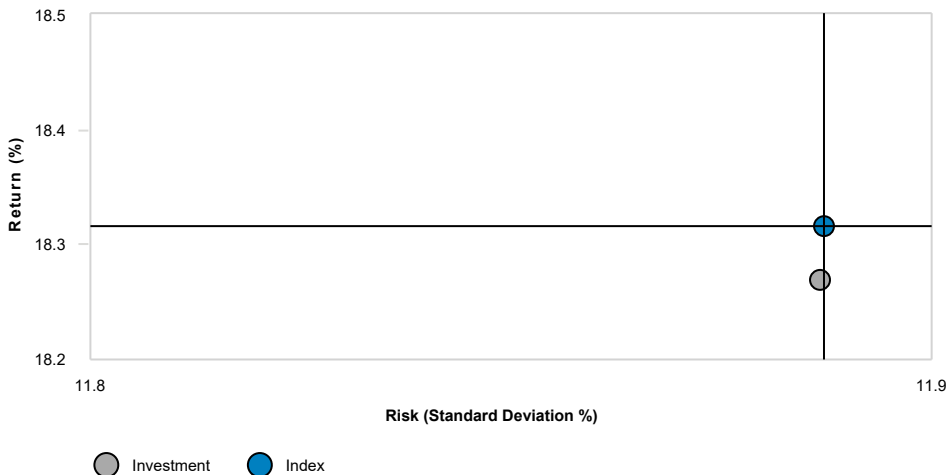 18.5
18.4
18.3
18.2
Return (%)
11.8
11.9
Risk (Standard Deviation %)
Investment
Index